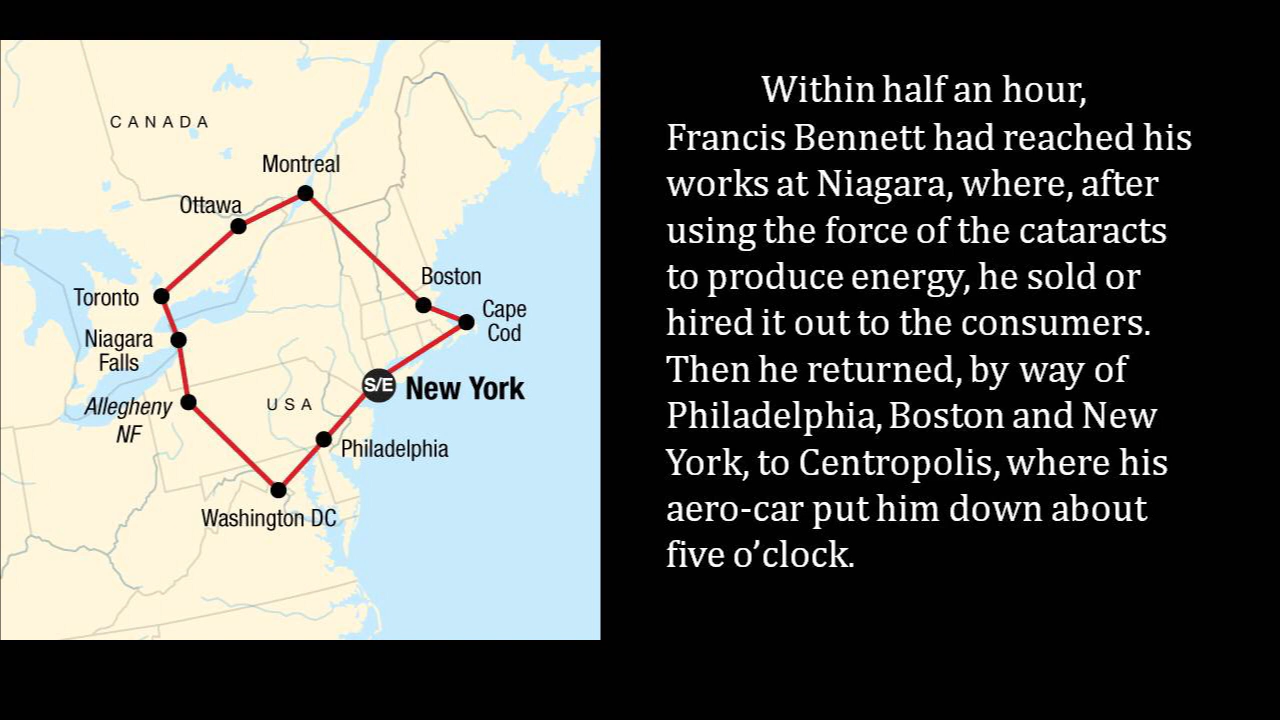 CANADA
Montreal
Ottawa
Boston
Toronto
Cape
Cod
Niagara
Falls
S/E New York
Allegheny
NF
USA
Philadelphia
Washington DC
Within half an hour,
Francis Bennett had reached his
works at Niagara, where, after
using the force of the cataracts
to produce energy, he sold or
hired it out to the consumers.
Then he returned, by way of
Philadelphia, Boston and New
York, to Centropolis, where his
aero-car put him down about
five o’clock.